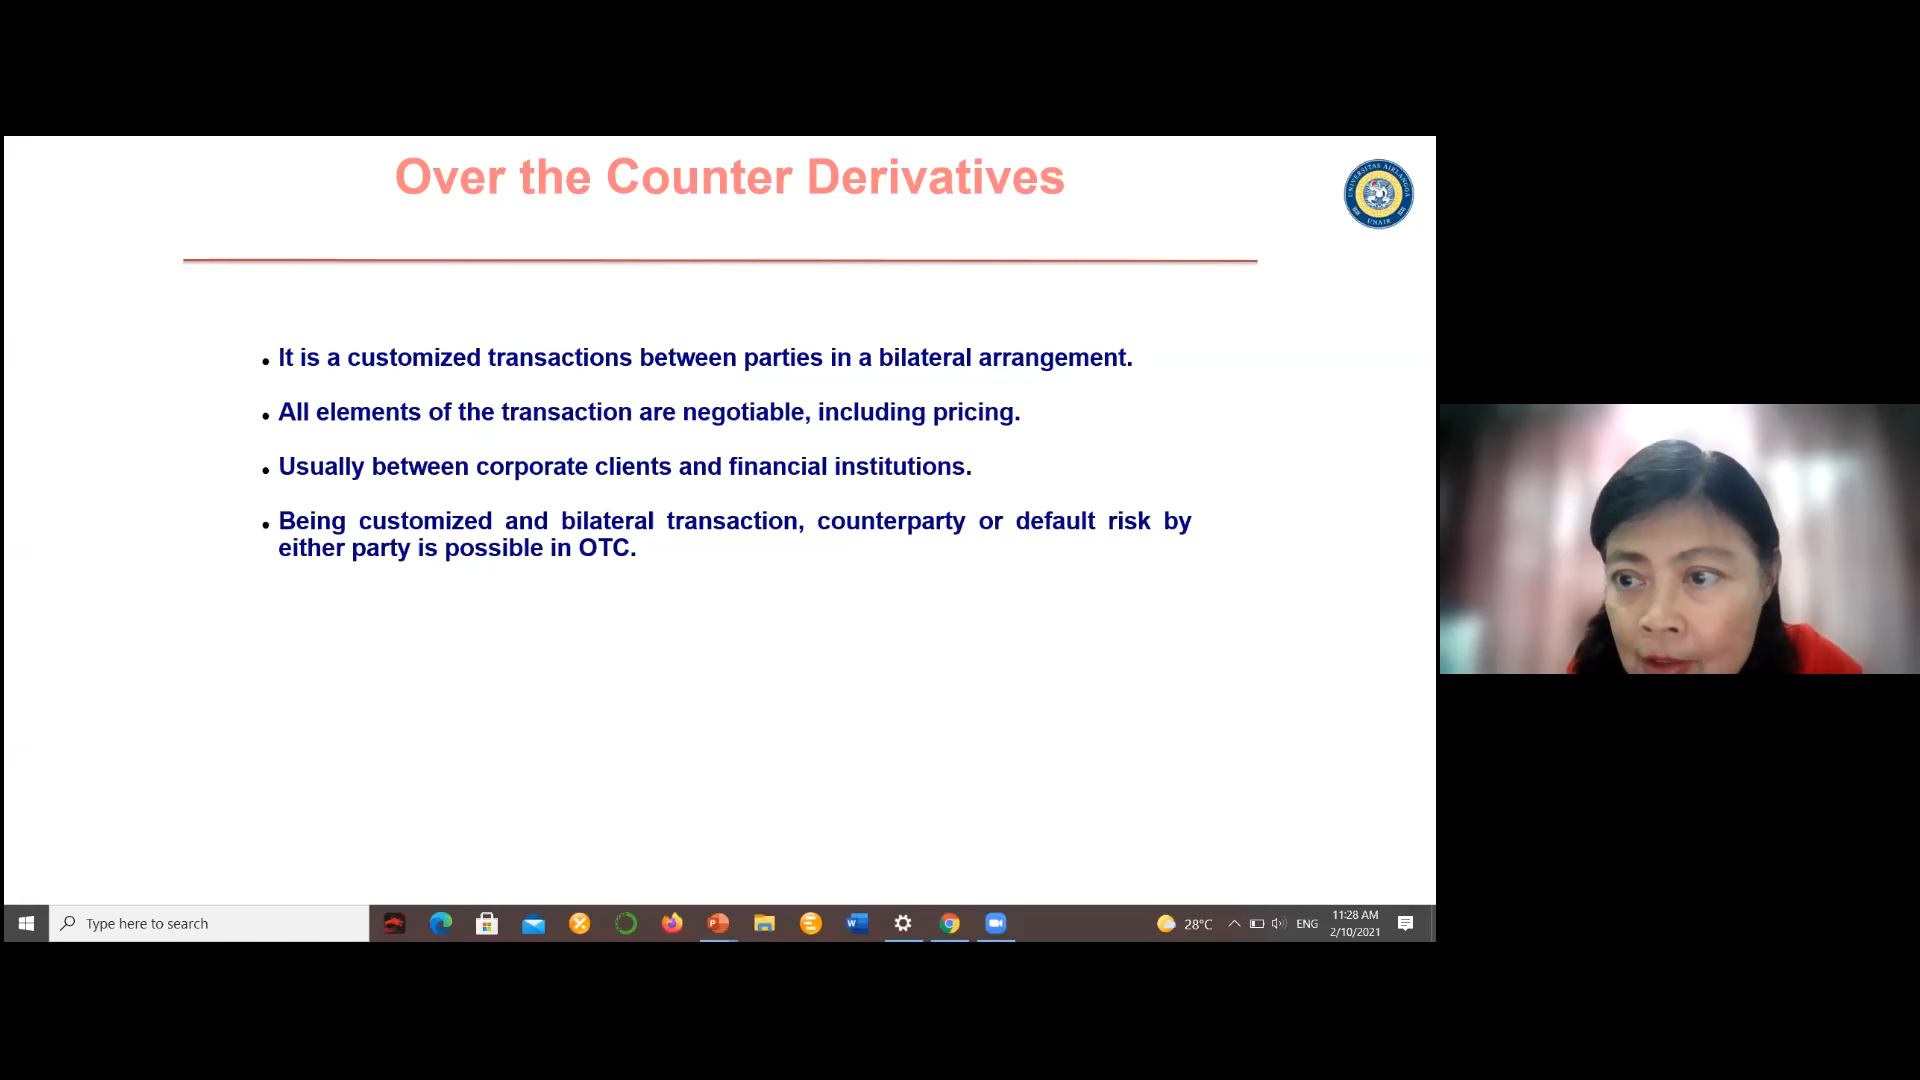 Over the Counter Derivatives
UNIVERSITAS AIRLANGGA
UNAIR
• It is a customized transactions between parties in a bilateral arrangement.
• All elements of the transaction are negotiable, including pricing.
• Usually between corporate clients and financial institutions.
• Being customized and bilateral transaction, counterparty or default risk by
either party is possible in OTC.
Type here to search
28°C
ENG
11:28 AM
2/10/2021